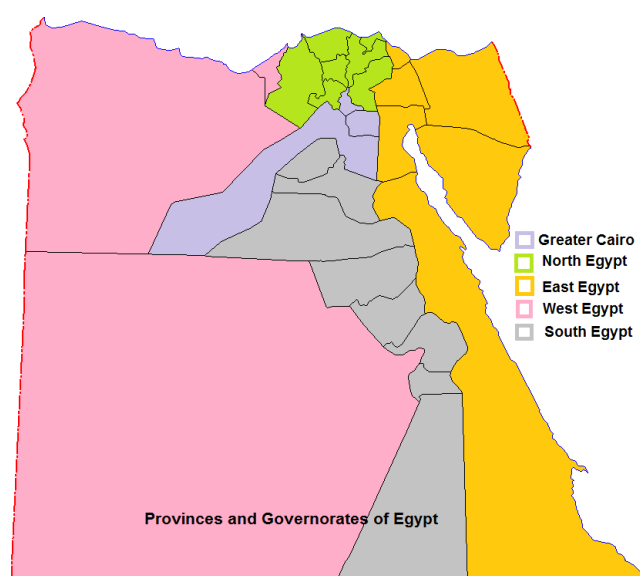 Greater Cairo
North Egypt
East Egypt
West Egypt
South Egypt
Provinces and Governorates of Egypt